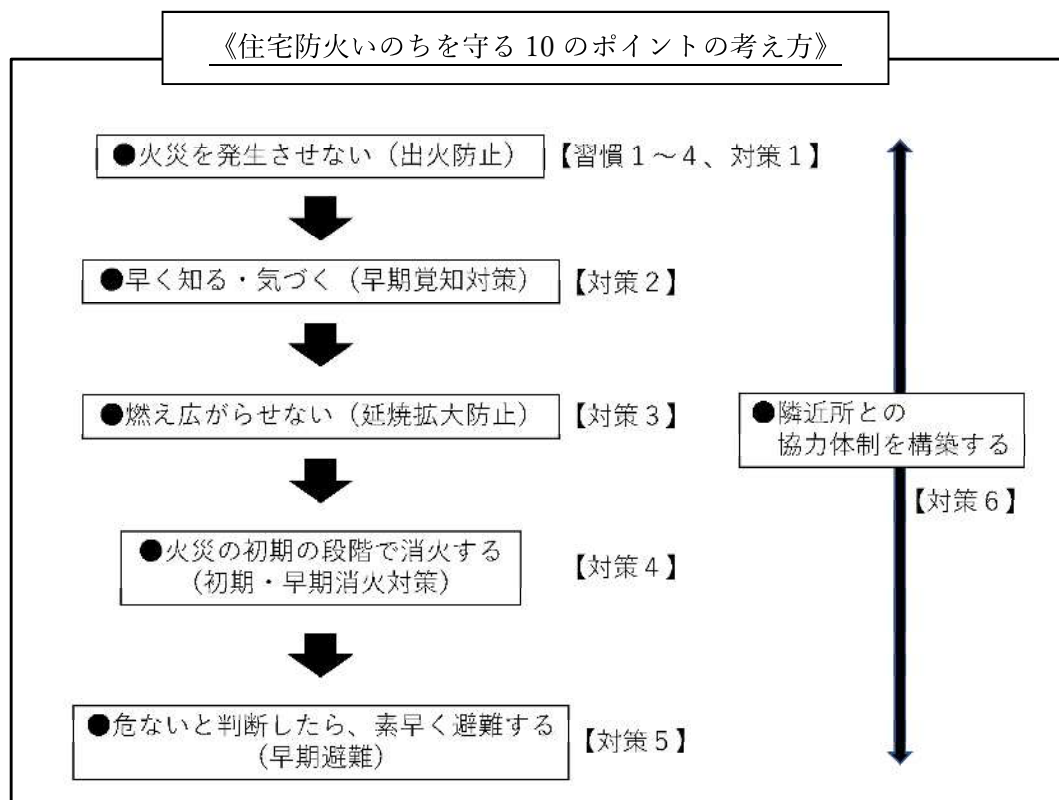 《住宅防火いのちを守る 10 のポイントの考え方》
●火災を発生させない（出火防止）
【習慣１～４、対策１】
●早く知る・気づく（早期覚知対策）
【対策２】
●燃え広がらせない（延焼拡大防止）
【対策３】
●火災の初期の段階で消火する
（初期・早期消火対策）
【対策４】
●危ないと判断したら、素早く避難する
（早期避難）
【対策５】
●隣近所との
協力体制を構築する
【対策６】